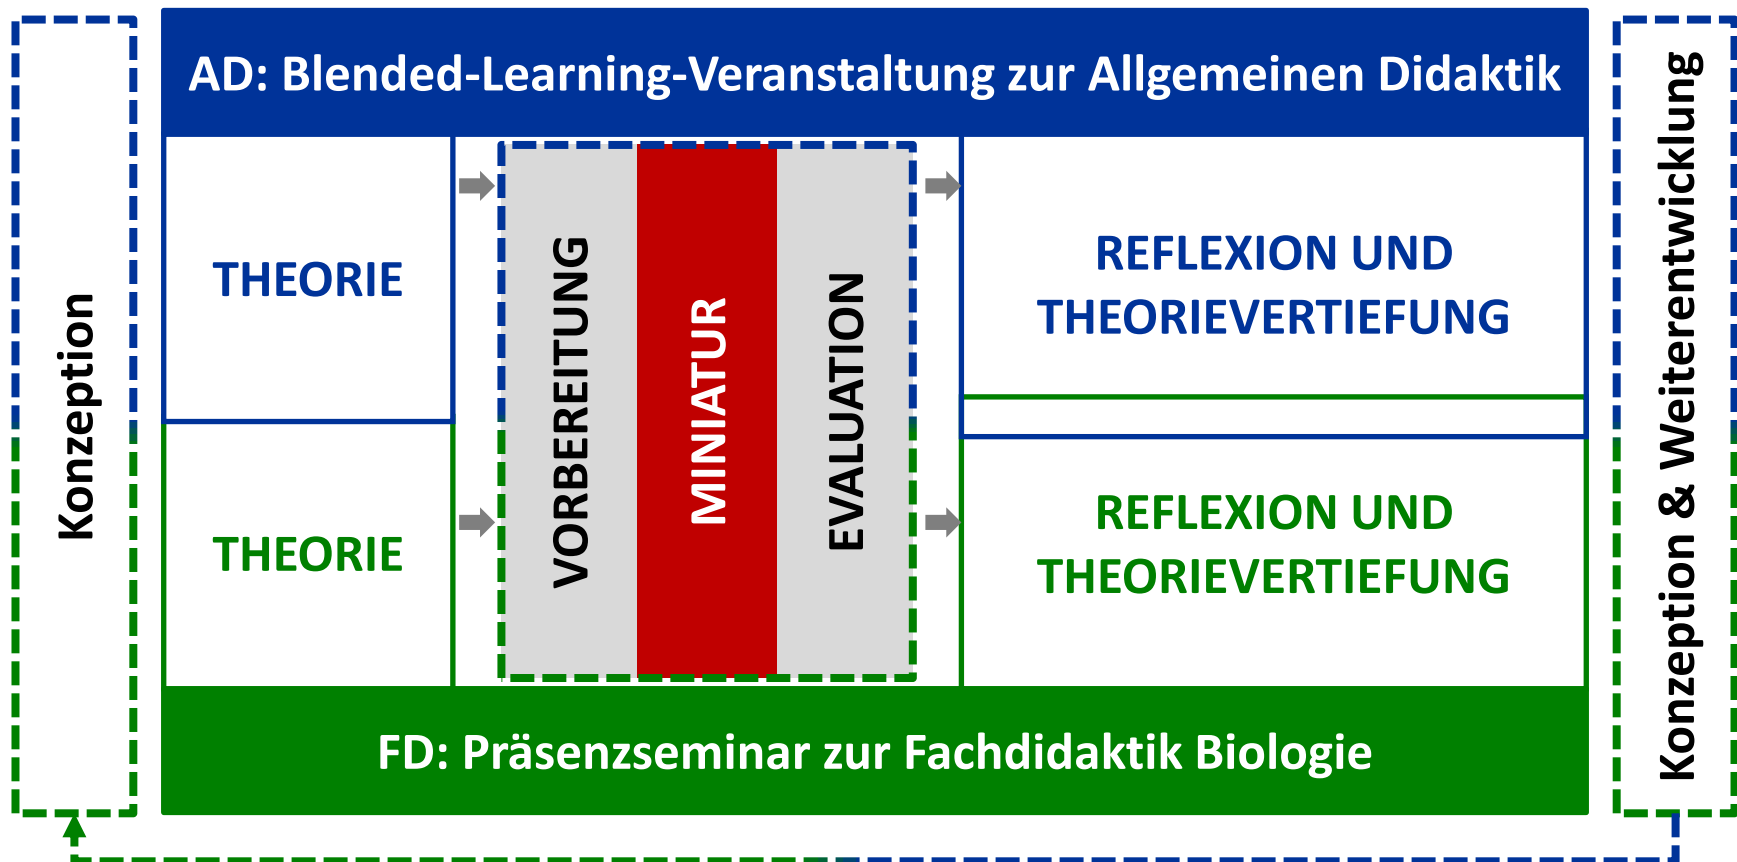 Konzeption
AD: Blended-Learning-Veranstaltung zur Allgemeinen Didaktik
THEORIE
THEORIE
VORBEREITUNG
MINIATUR
EVALUATION
REFLEXION UND
THEORIEVERTIEFUNG
REFLEXION UND
THEORIEVERTIEFUNG
FD: Präsenzseminar zur Fachdidaktik Biologie
Konzeption & Weiterentwicklung